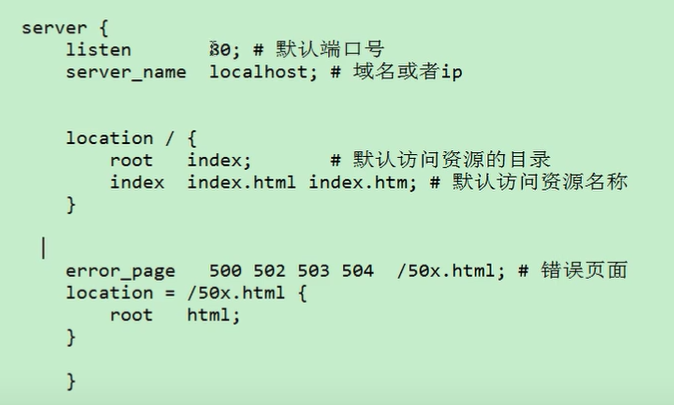 server {
    listen       80; # 默认端口号
    server_name  localhost; # 域名或者ip
    location / {
        root   index;       # 默认访问资源的目录
        index  index.html index.htm; # 默认访问资源名称
    }
    error_page   500 502 503 504  /50x.html; # 错误页面
    location = /50x.html {
        root   html;
    }
    }